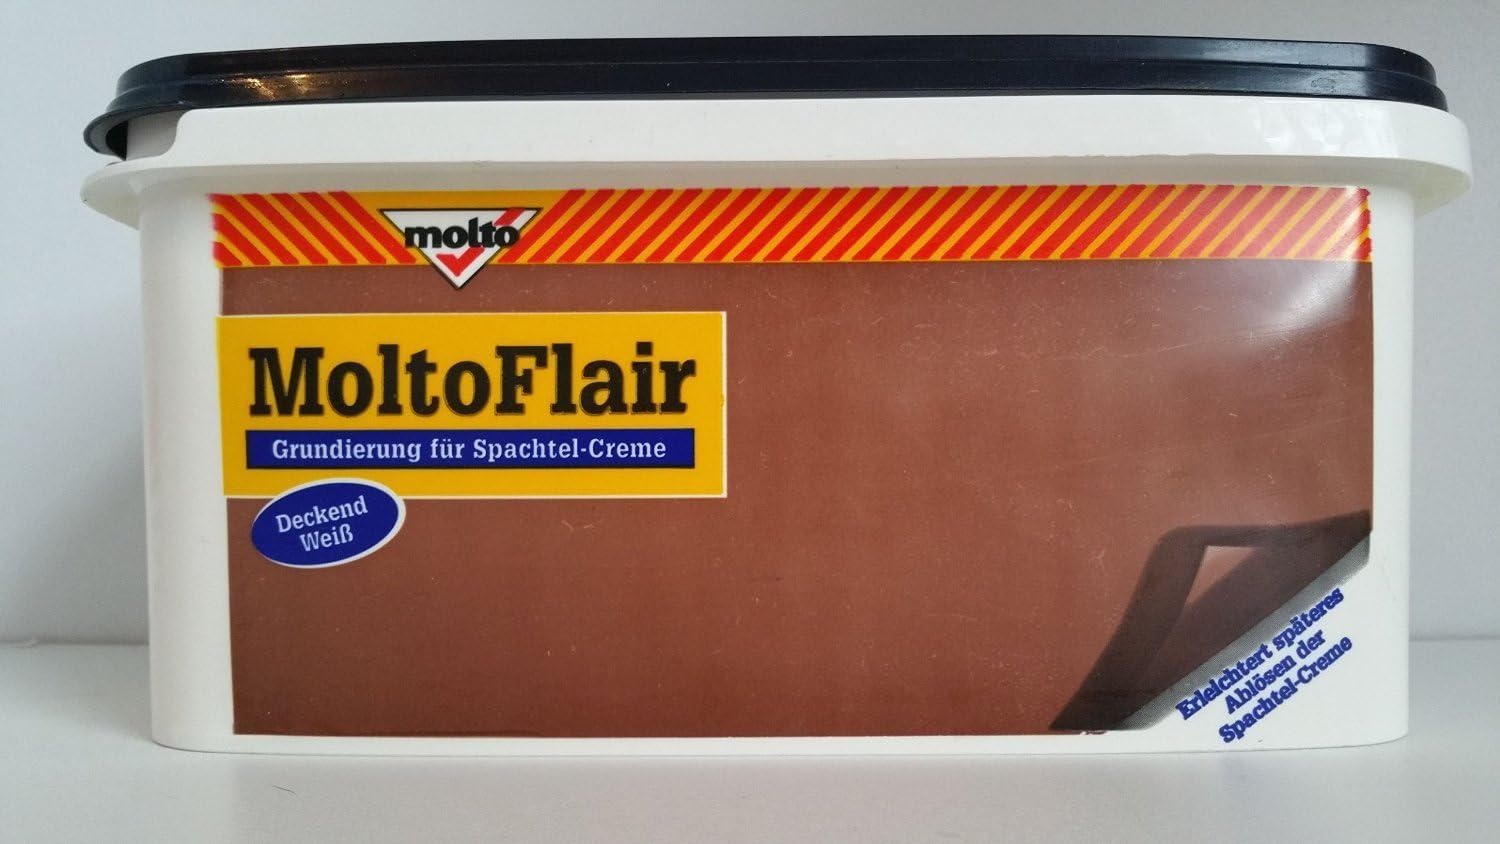 molto
MoltoFlair
Grundierung für Spachtel-Creme
Deckend
Weiß
Erleichtert späteres
Ablösen der
Spachtel-Creme